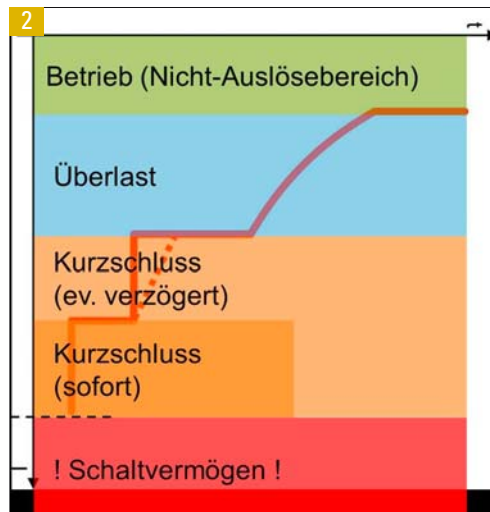 2
Betrieb (Nicht-Auslösebereich)
Überlast
Kurzschluss
(ev. verzögert)
Kurzschluss
(sofort)
! Schaltvermögen !